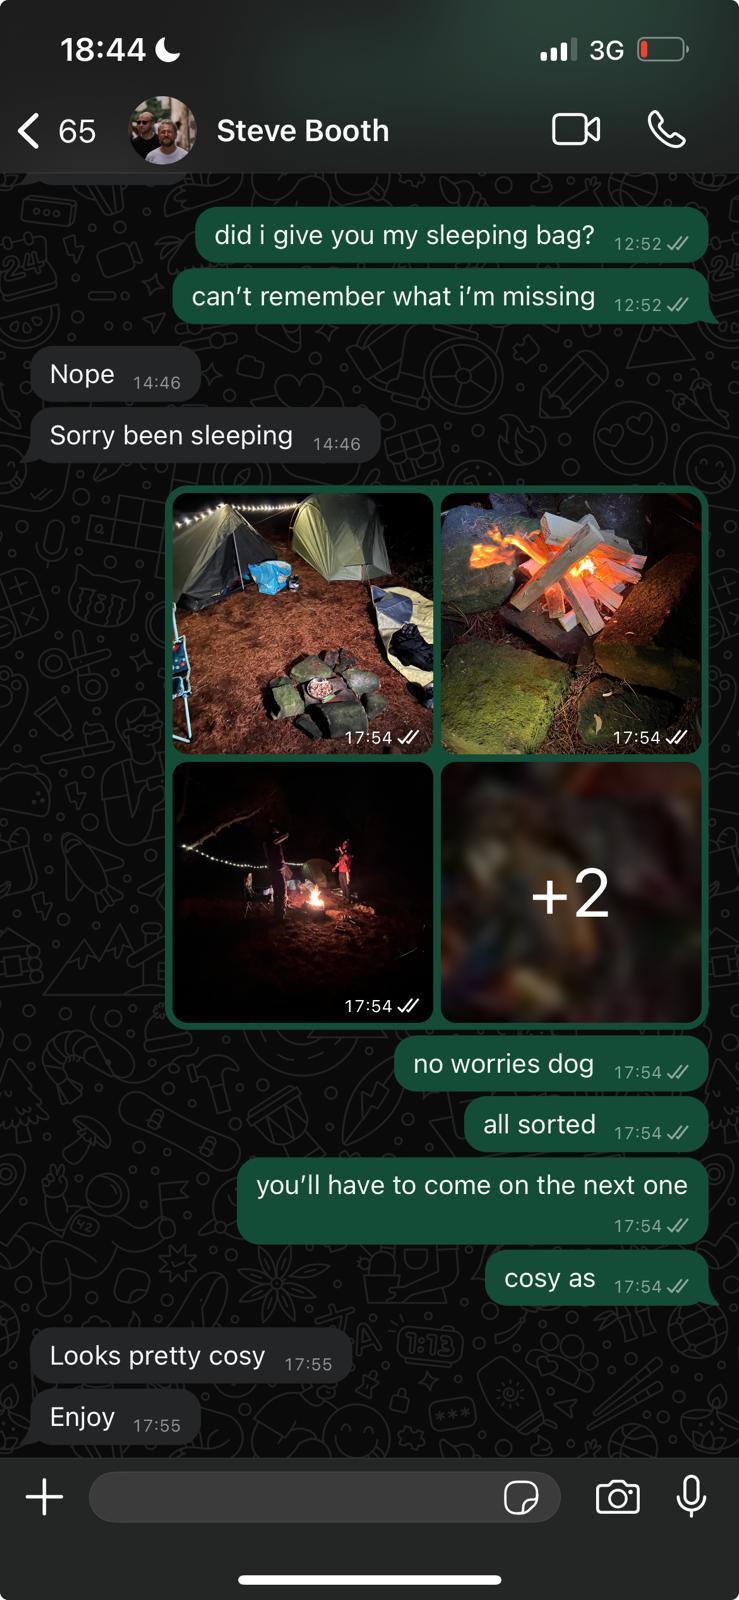 18:44 3G
65 Steve Booth
did i give you my sleeping bag? 12:52
can’t remember what i’m missing 12:52
Nope 14:46
Sorry been sleeping 14:46
17:54 17:54
17:54 +2
no worries dog 17:54
all sorted 17:54
you’ll have to come on the next one
17:54
cosy as 17:54
Looks pretty cosy 17:55
Enjoy 17:55